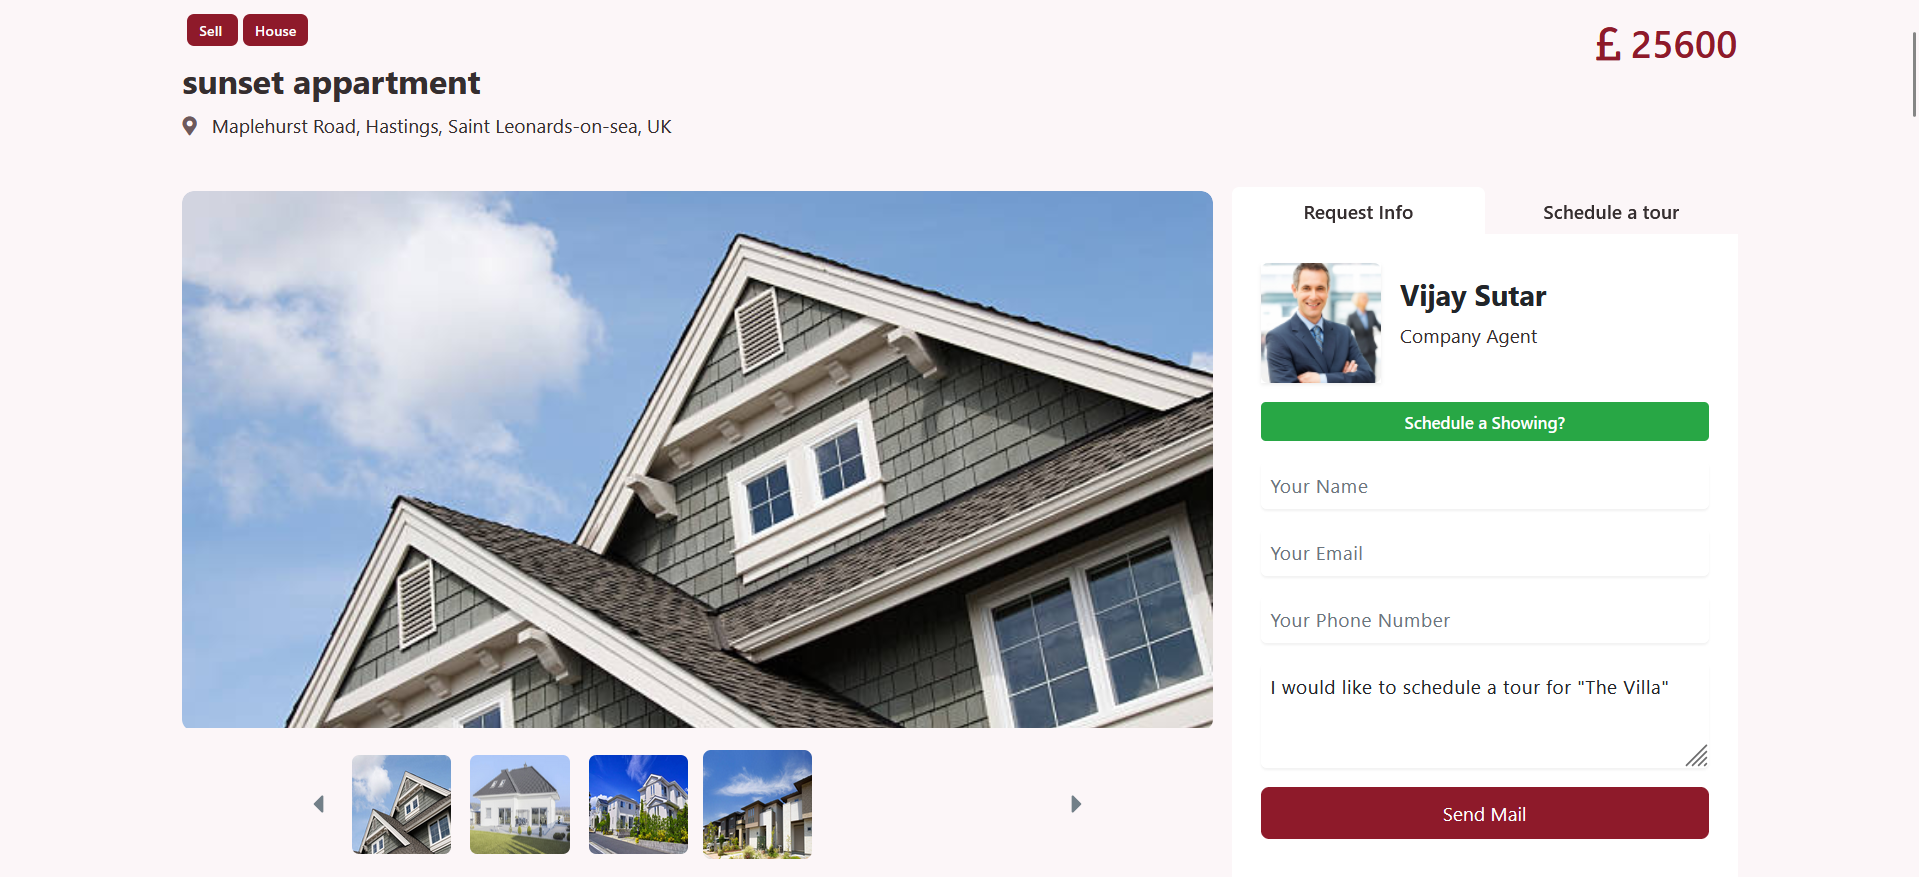 Sell
House
£ 25600
sunset appartment
Maplehurst Road, Hastings, Saint Leonards-on-sea, UK
Request Info
Schedule a tour
Vijay Sutar
Company Agent
Schedule a Showing?
Your Name
Your Email
Your Phone Number
I would like to schedule a tour for "The Villa"
Send Mail